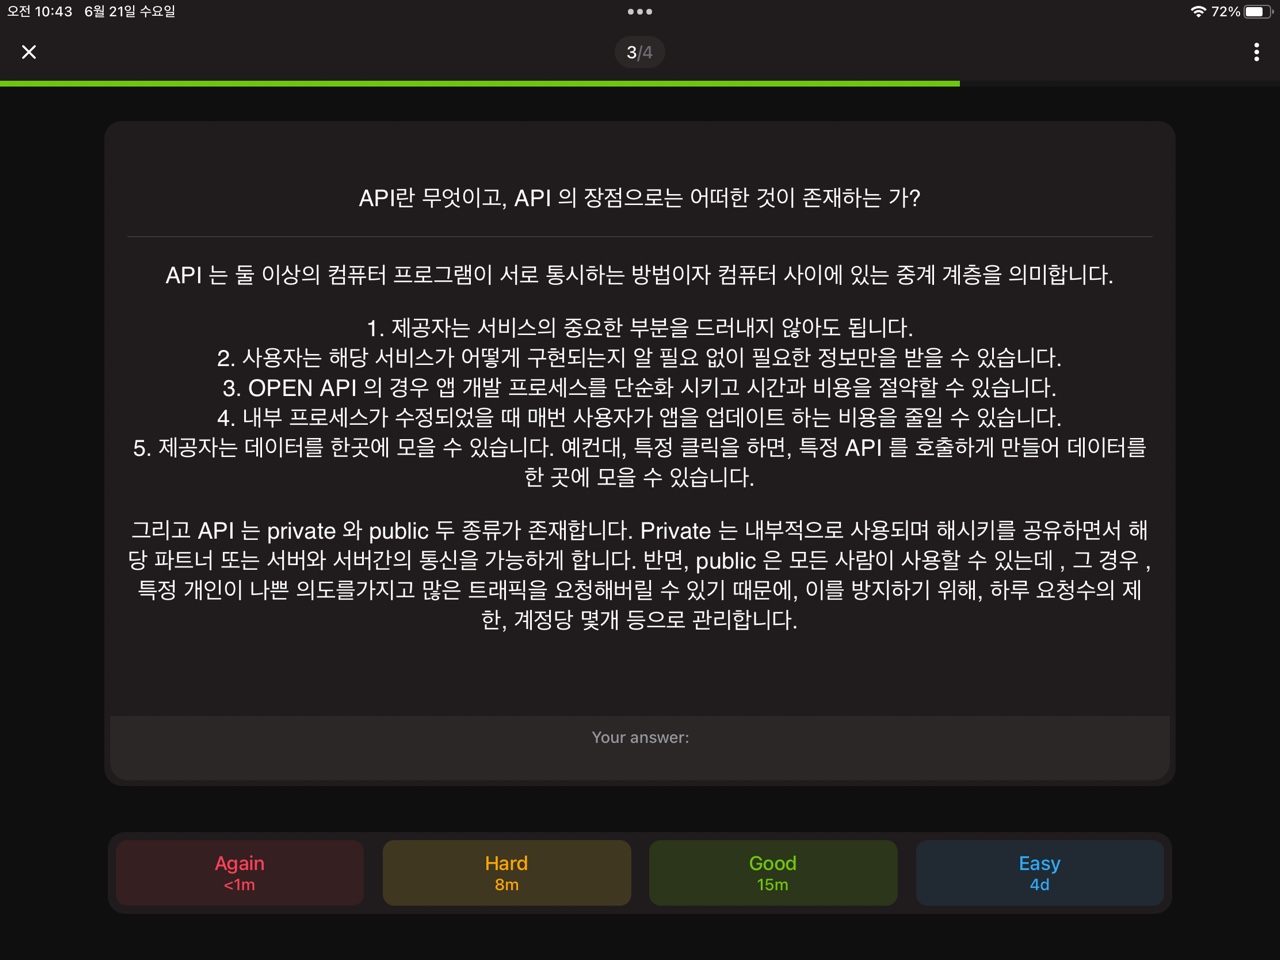 오전 10:43 6월 21일 수요일
72%
3/4
API란 무엇이고, API 의 장점으로는 어떠한 것이 존재하는 가?
API 는 둘 이상의 컴퓨터 프로그램이 서로 통시하는 방법이자 컴퓨터 사이에 있는 중계 계층을 의미합니다.
1. 제공자는 서비스의 중요한 부분을 드러내지 않아도 됩니다.
2. 사용자는 해당 서비스가 어떻게 구현되는지 알 필요 없이 필요한 정보만을 받을 수 있습니다.
3. OPEN API 의 경우 앱 개발 프로세스를 단순화 시키고 시간과 비용을 절약할 수 있습니다.
4. 내부 프로세스가 수정되었을 때 매번 사용자가 앱을 업데이트 하는 비용을 줄일 수 있습니다.
5. 제공자는 데이터를 한곳에 모을 수 있습니다. 예컨대, 특정 클릭을 하면, 특정 API 를 호출하게 만들어 데이터를
한 곳에 모을 수 있습니다.
그리고 API 는 private 와 public 두 종류가 존재합니다. Private 는 내부적으로 사용되며 해시키를 공유하면서 해
당 파트너 또는 서버와 서버간의 통신을 가능하게 합니다. 반면, public 은 모든 사람이 사용할 수 있는데 , 그 경우 ,
특정 개인이 나쁜 의도를가지고 많은 트래픽을 요청해버릴 수 있기 때문에, 이를 방지하기 위해, 하루 요청수의 제
한, 계정당 몇개 등으로 관리합니다.
Your answer:
Again
<1m
Hard
8m
Good
15m
Easy
4d